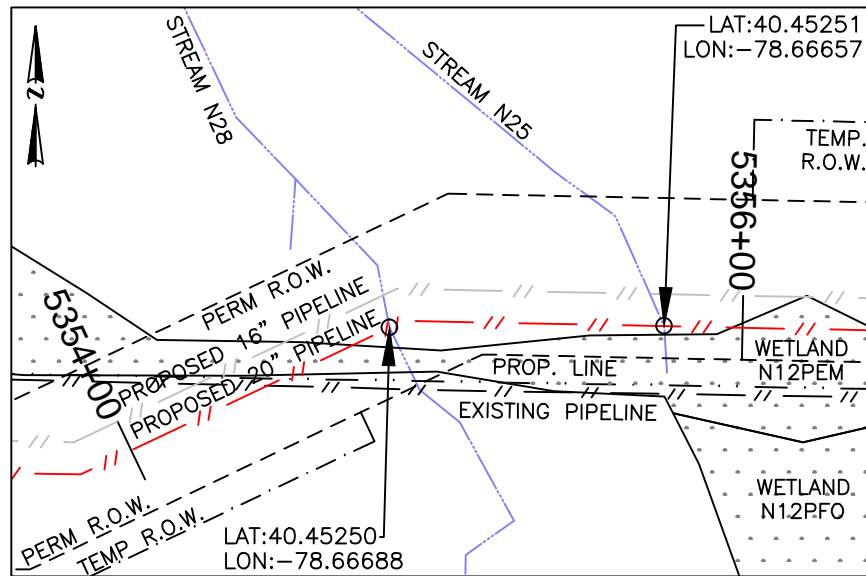 LAT:40.45251
LON:-78.66657
STREAM N28
STREAM N25
N
TEMP.
R.O.W.
5356+00
PERM R.O.W.
PROPOSED 16" PIPELINE
PROPOSED 20" PIPELINE
5354+00
PROP. LINE
WETLAND
N12PEM
EXISTING PIPELINE
WETLAND
N12PFO
PERM R.O.W.
TEMP R.O.W.
LAT:40.45250
LON:-78.66688